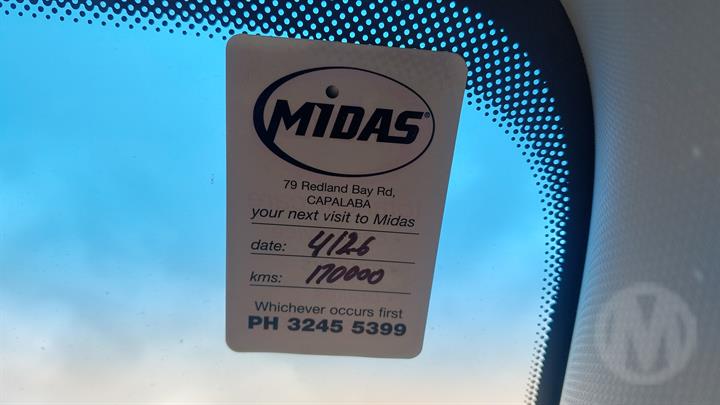 MIDAS®
79 Redland Bay Rd,
CAPALABA
your next visit to Midas
date: 4/26
kms: 170000
Whichever occurs first
PH 3245 5399
M